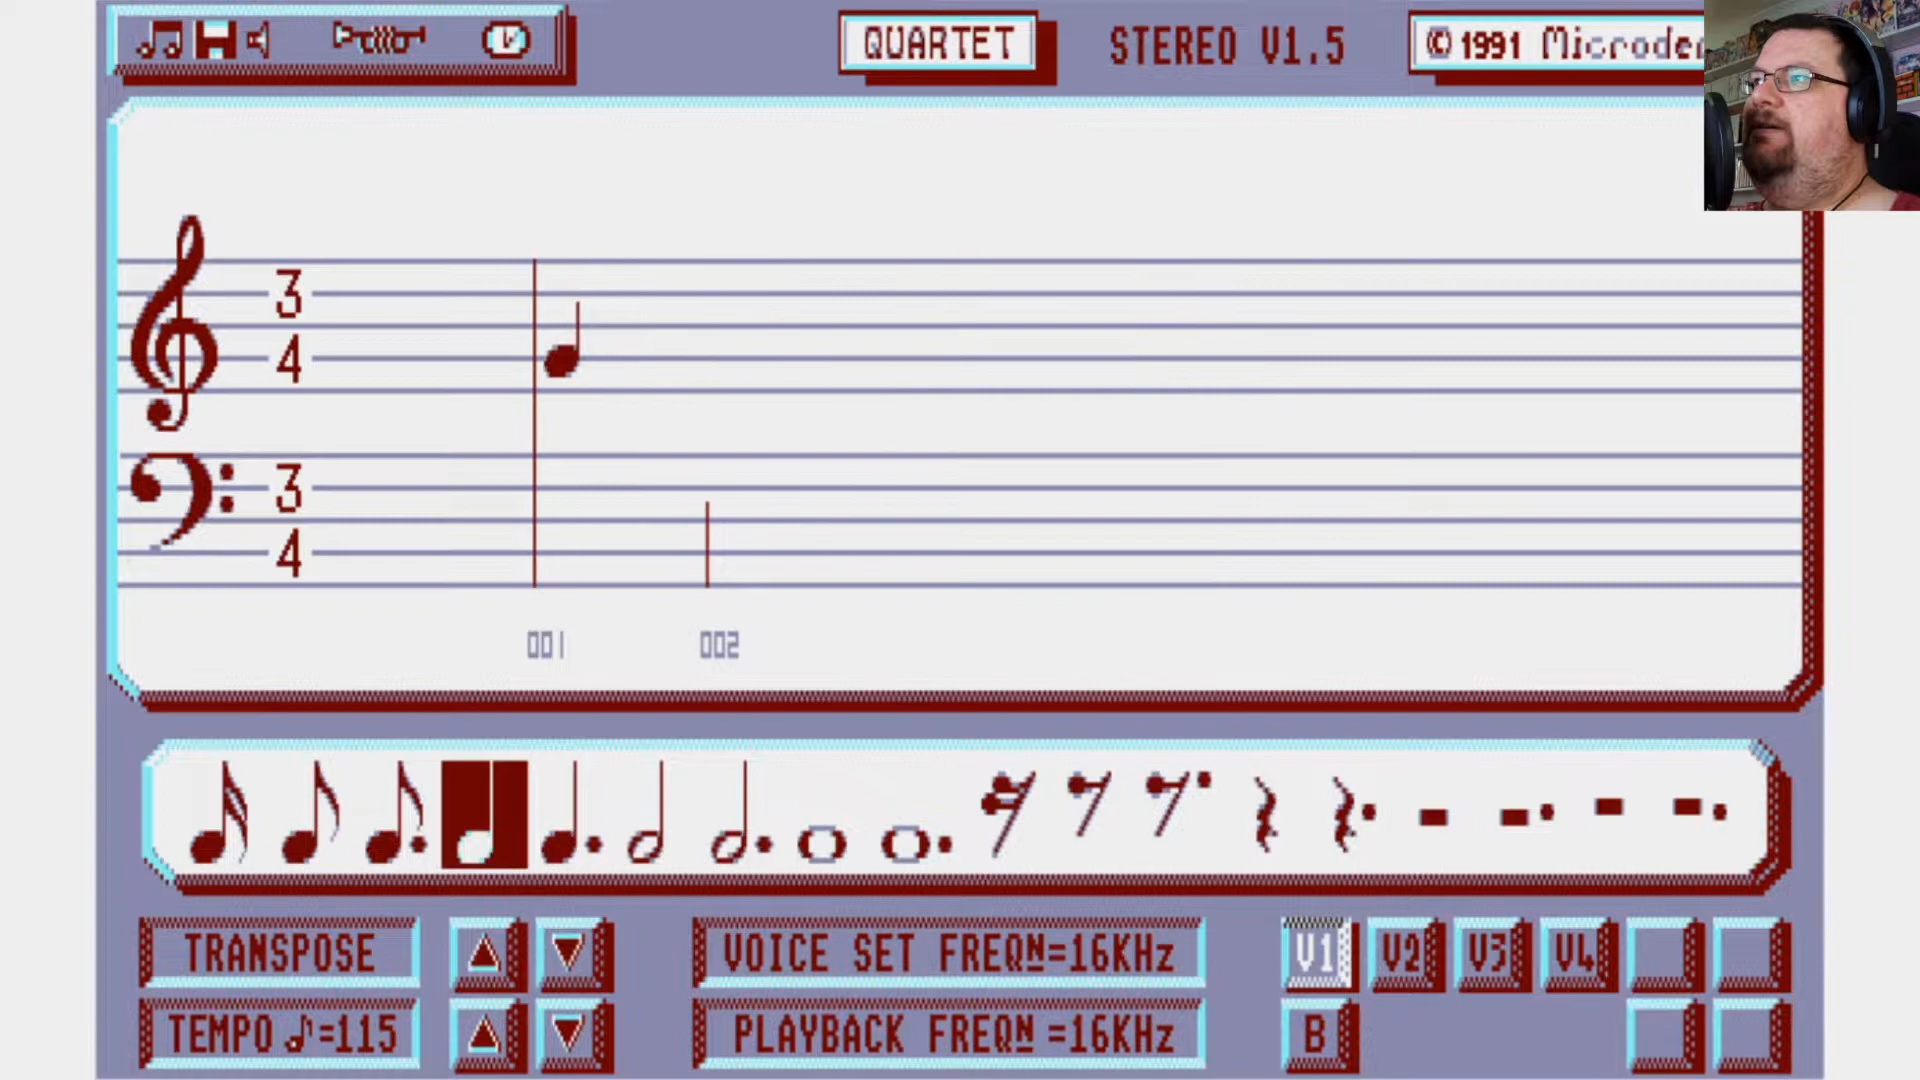 QUARTET STEREO V1.5 © 1991
3
4
3
4
001 002
TRANSPOSE VOICE SET FREQN=16KHz V1 V2 V3 V4
TEMPO ♪=115 PLAYBACK FREQN =16KHz B